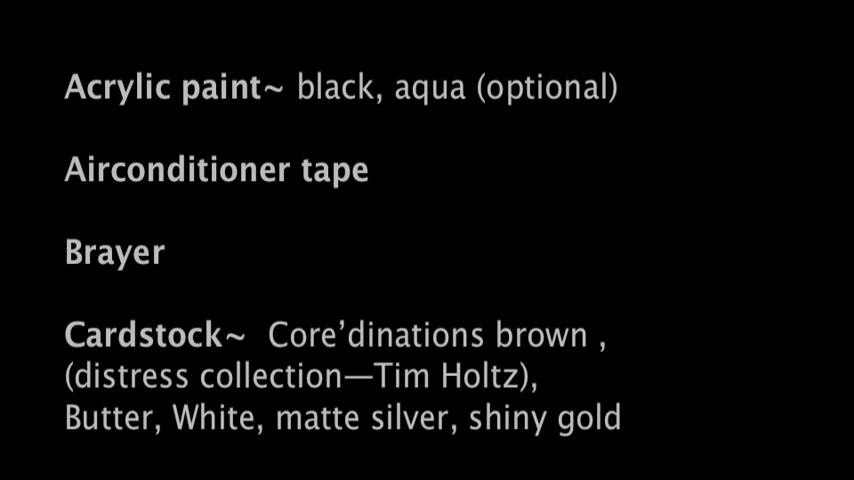 Acrylic paint~ black, aqua (optional)
Airconditioner tape
Brayer
Cardstock~  Core’dinations brown ,
(distress collection—Tim Holtz),
Butter, White, matte silver, shiny gold